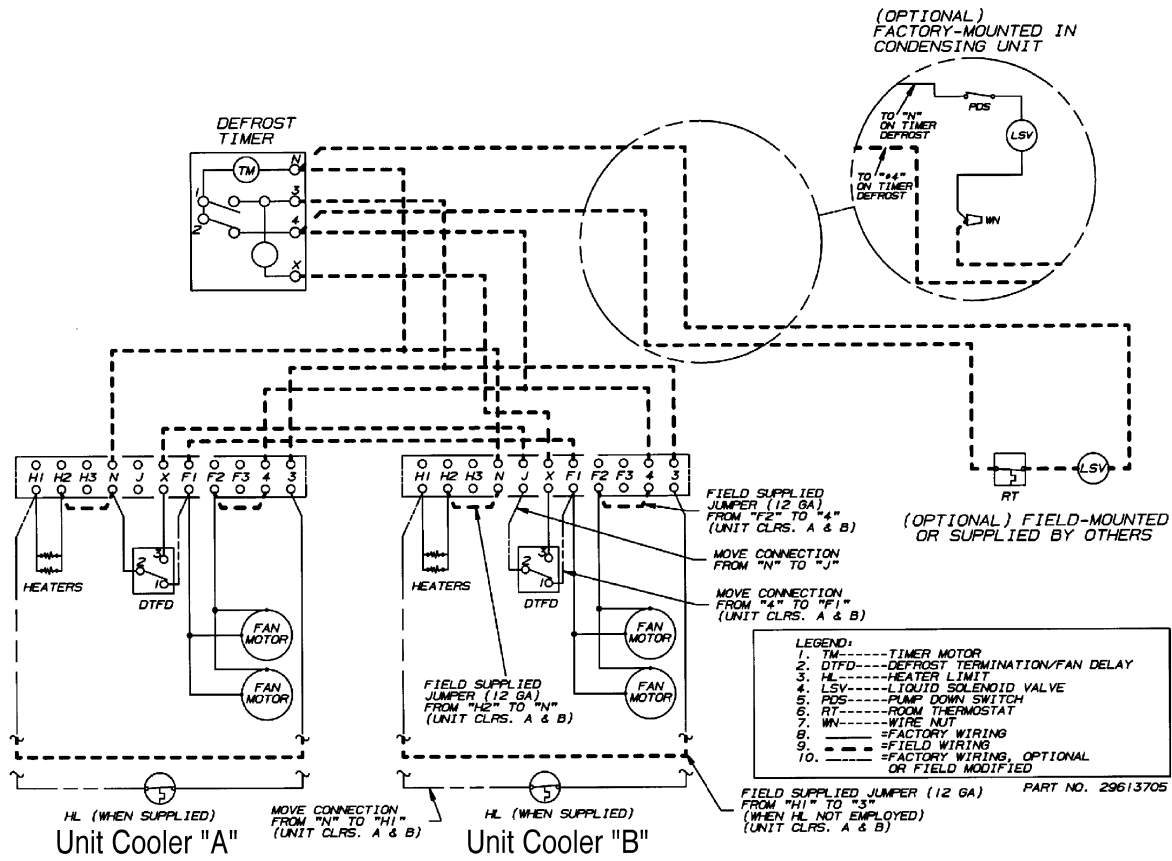 (OPTIONAL)
FACTORY-MOUNTED IN
CONDENSING UNIT
PDS
TO "N"
ON TIMER
DEFROST
LSV
TO "#4"
ON TIMER
DEFROST
WN
DEFROST
TIMER
TM
N
1
3
2
4
X
H1 H2 H3 N J X F1 F2 F3 4 3
H1 H2 H3 N J X F1 F2 F3 4 3
RT
LSV
(OPTIONAL) FIELD-MOUNTED
OR SUPPLIED BY OTHERS
HEATERS
2
3
1
DTFD
FAN
MOTOR
FAN
MOTOR
HEATERS
2
3
1
DTFD
FAN
MOTOR
FAN
MOTOR
FIELD SUPPLIED
JUMPER (12 GA)
FROM "F2" TO "4"
(UNIT CLRS. A & B)
MOVE CONNECTION
FROM "N" TO "J"
MOVE CONNECTION
FROM "4" TO "F1"
(UNIT CLRS. A & B)
FIELD SUPPLIED
JUMPER (12 GA)
FROM "H2" TO "N"
(UNIT CLRS. A & B)
LEGEND:
1. TM------TIMER MOTOR
2. DTFD----DEFROST TERMINATION/FAN DELAY
3. HL------HEATER LIMIT
4. LSV-----LIQUID SOLENOID VALVE
5. PDS-----PUMP DOWN SWITCH
6. RT------ROOM THERMOSTAT
7. WN------WIRE NUT
8. =FACTORY WIRING
9. =FIELD WIRING
10. =FACTORY WIRING, OPTIONAL
OR FIELD MODIFIED
PART NO. 29613705
HL (WHEN SUPPLIED)
MOVE CONNECTION
FROM "N" TO "H1"
(UNIT CLRS. A & B)
HL (WHEN SUPPLIED)
FIELD SUPPLIED JUMPER (12 GA)
FROM "H1" TO "3"
(WHEN HL NOT EMPLOYED)
(UNIT CLRS. A & B)
Unit Cooler "A"
Unit Cooler "B"